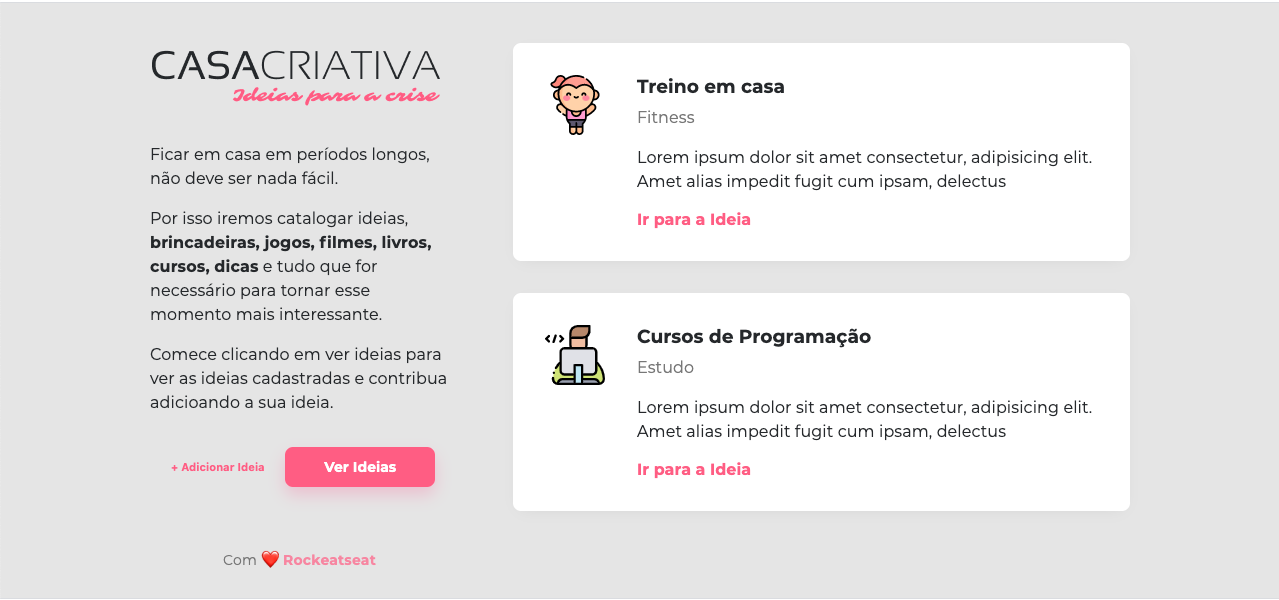 CASACRIATIVA
Ideias para a crise
Ficar em casa em períodos longos,
não deve ser nada fácil.
Por isso iremos catalogar ideias,
brincadeiras, jogos, filmes, livros,
cursos, dicas e tudo que for
necessário para tornar esse
momento mais interessante.
Comece clicando em ver ideias para
ver as ideias cadastradas e contribua
adicioando a sua ideia.
+ Adicionar Ideia
Ver Ideias
Com ❤️ Rockeatseat
Treino em casa
Fitness
Lorem ipsum dolor sit amet consectetur, adipisicing elit.
Amet alias impedit fugit cum ipsam, delectus
Ir para a Ideia
</>
Cursos de Programação
Estudo
Lorem ipsum dolor sit amet consectetur, adipisicing elit.
Amet alias impedit fugit cum ipsam, delectus
Ir para a Ideia